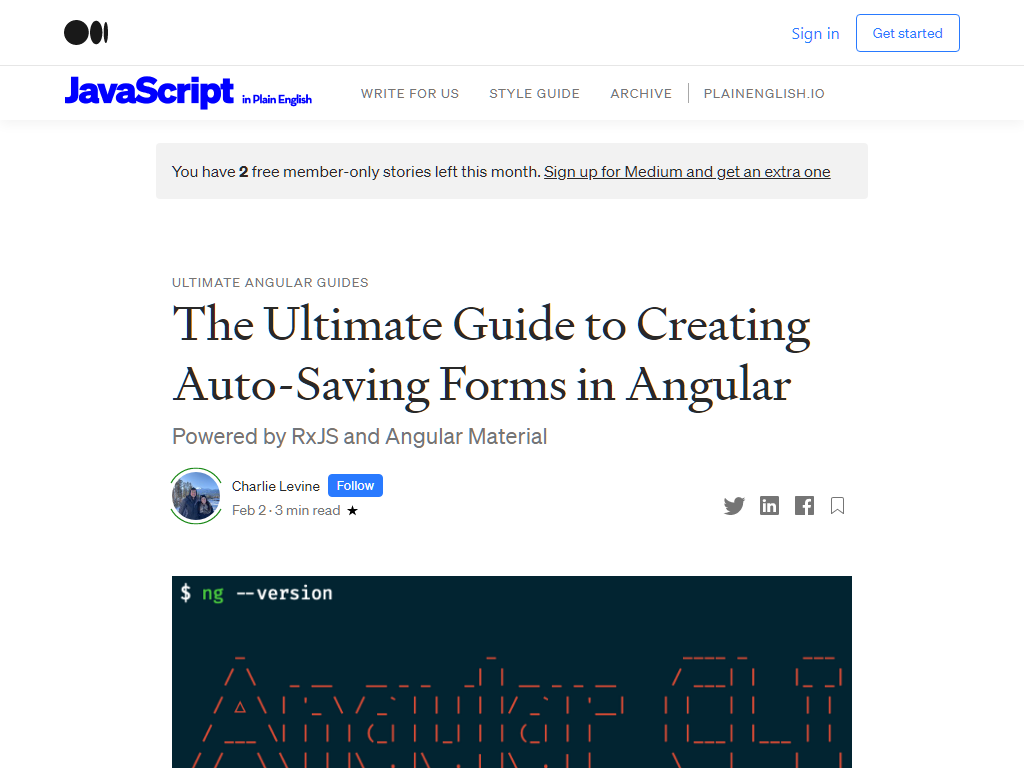 Sign in
Get started
JavaScript in Plain English
WRITE FOR US
STYLE GUIDE
ARCHIVE
PLAINENGLISH.IO
You have 2 free member-only stories left this month. Sign up for Medium and get an extra one
ULTIMATE ANGULAR GUIDES
The Ultimate Guide to Creating
Auto-Saving Forms in Angular
Powered by RxJS and Angular Material
Charlie Levine
Follow
Feb 2 · 3 min read ★
$ ng --version
Angular CLI